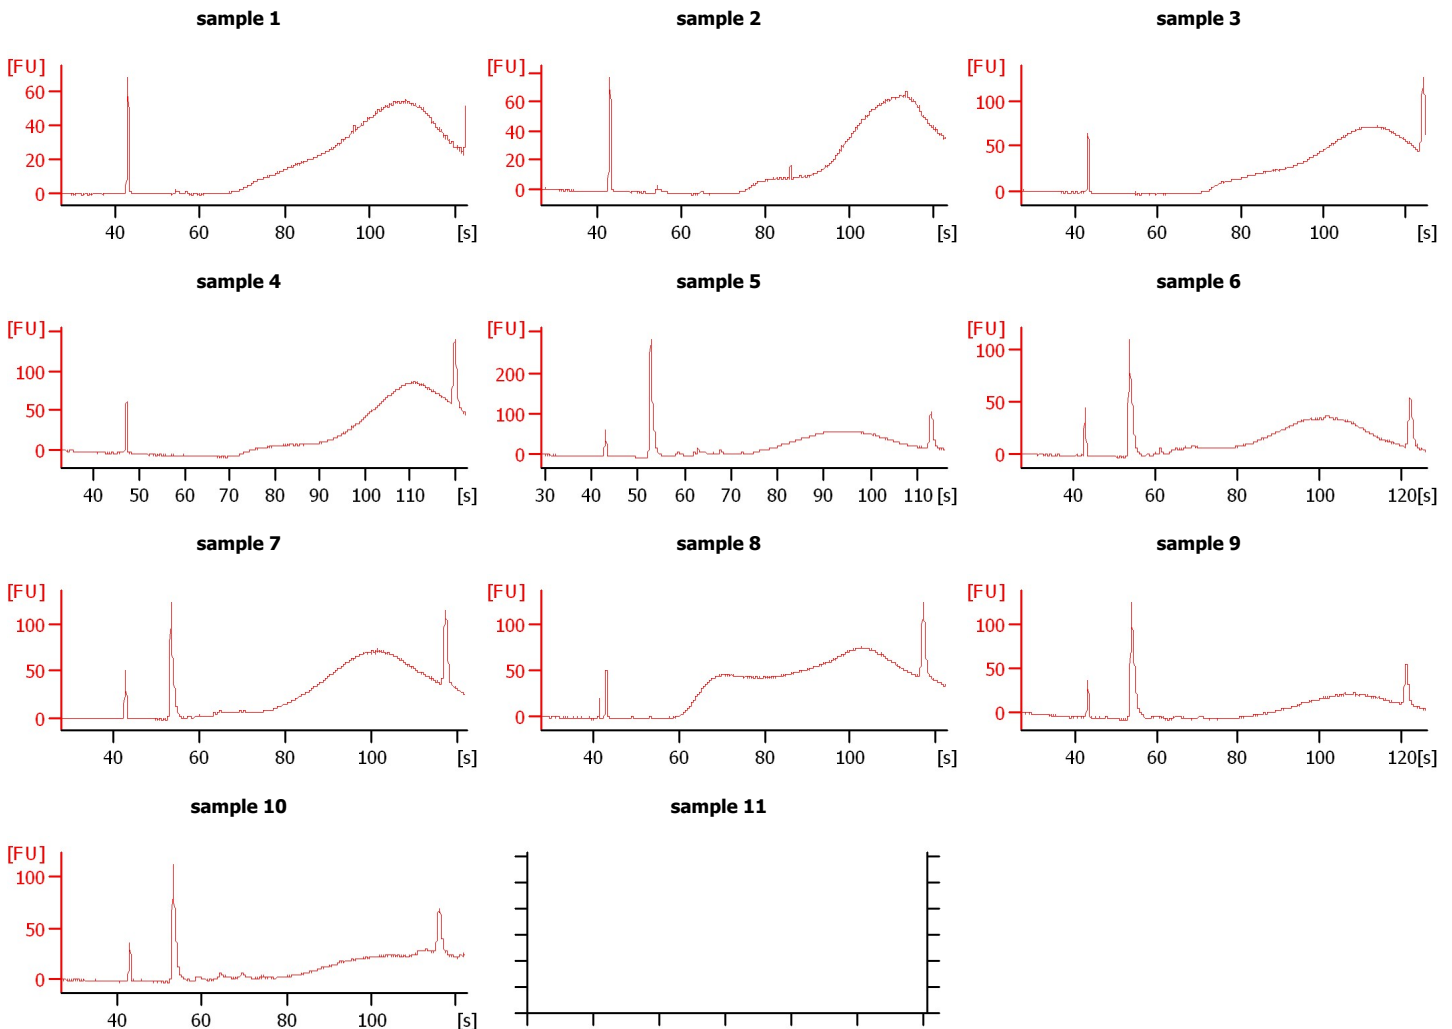 sample 1
[FU]
60
40
20
0
40 60 80 100 [s]
sample 2
[FU]
60
40
20
0
40 60 80 100 [s]
sample 3
[FU]
100
50
0
40 60 80 100 [s]
sample 4
[FU]
100
50
0
40 50 60 70 80 90 100 110 [s]
sample 5
[FU]
200
100
0
30 40 50 60 70 80 90 100 110 [s]
sample 6
[FU]
100
50
0
40 60 80 100 120[s]
sample 7
[FU]
100
50
0
40 60 80 100 [s]
sample 8
[FU]
100
50
0
40 60 80 100 [s]
sample 9
[FU]
100
50
0
40 60 80 100 120[s]
sample 10
[FU]
100
50
0
40 60 80 100 [s]
sample 11